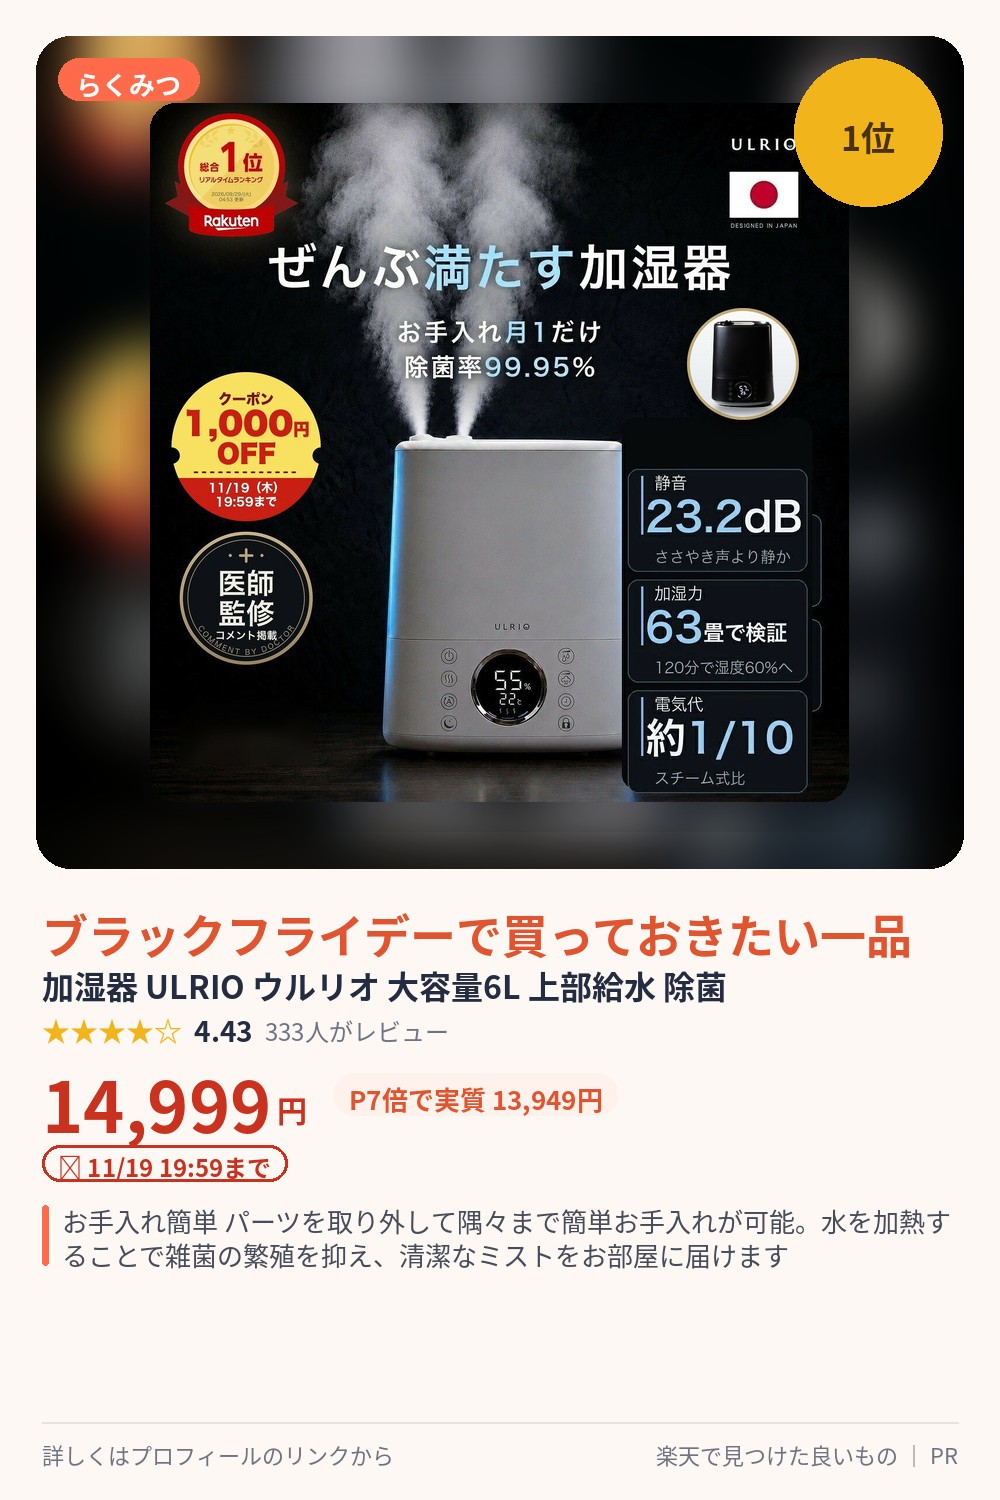 らくみつ
1位
総合1位
リアルタイムランキング
04:53 更新
Rakuten
ULRIO
DESIGNED IN JAPAN
ぜんぶ満たす加湿器
お手入れ月1だけ
除菌率99.95%
クーポン
1,000円
OFF
11/19（木）
19:59まで
医師
監修
コメント掲載
COMMENT BY DOCTOR
静音
23.2dB
ささやき声より静か
加湿力
63畳で検証
120分で湿度60%へ
電気代
約1/10
スチーム式比
ULRIO
55%
22℃
ブラックフライデーで買っておきたい一品
加湿器 ULRIO ウルリオ 大容量6L 上部給水 除菌
★★★★☆ 4.43 333人がレビュー
14,999円 P7倍で実質 13,949円
11/19 19:59まで
お手入れ簡単 パーツを取り外して隅々まで簡単お手入れが可能。水を加熱す
ることで雑菌の繁殖を抑え、清潔なミストをお部屋に届けます
詳しくはプロフィールのリンクから
楽天で見つけた良いもの｜PR